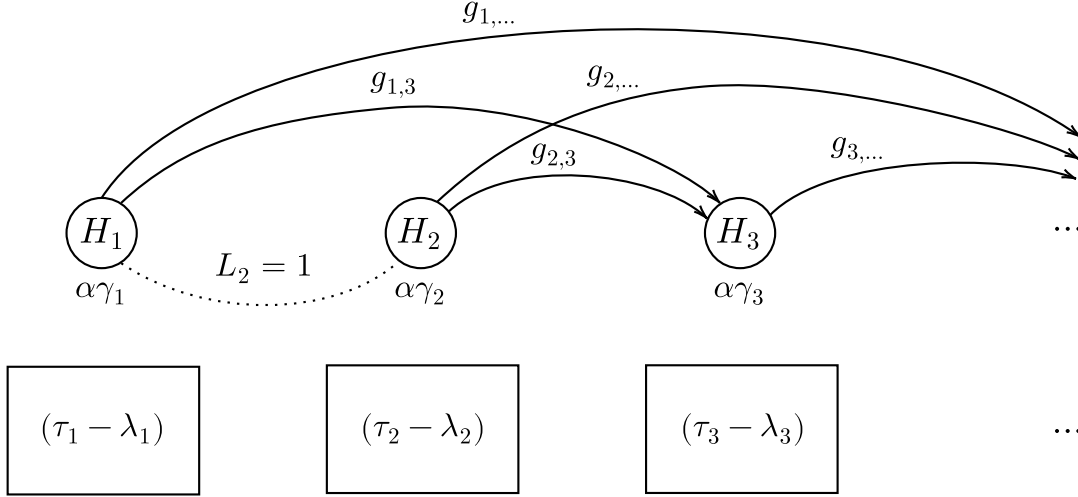 g_{1,...}
g_{1,3}
g_{2,...}
g_{2,3}
g_{3,...}
H_1
H_2
H_3
...
L_2 = 1
αγ_1
αγ_2
αγ_3
(τ_1 − λ_1)
(τ_2 − λ_2)
(τ_3 − λ_3)
...